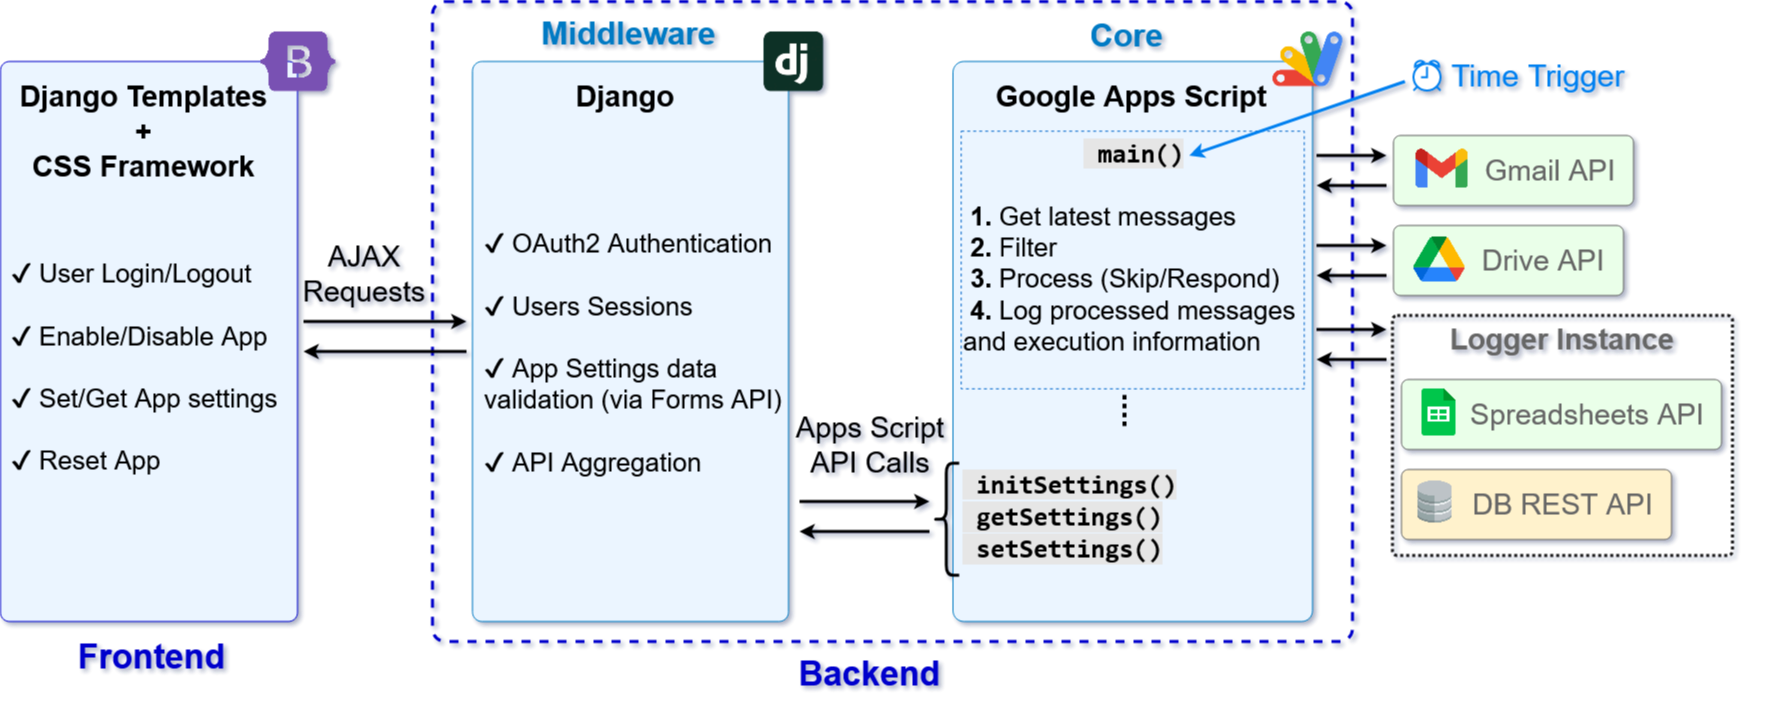 Django Templates
+
CSS Framework
✓ User Login/Logout
✓ Enable/Disable App
✓ Set/Get App settings
✓ Reset App
Frontend
AJAX
Requests
Middleware
dj
Django
✓ OAuth2 Authentication
✓ Users Sessions
✓ App Settings data
validation (via Forms API)
✓ API Aggregation
Apps Script
API Calls
Core
Google Apps Script
main()
1. Get latest messages
2. Filter
3. Process (Skip/Respond)
4. Log processed messages
and execution information
initSettings()
getSettings()
setSettings()
Backend
Time Trigger
Gmail API
Drive API
Logger Instance
Spreadsheets API
DB REST API
B